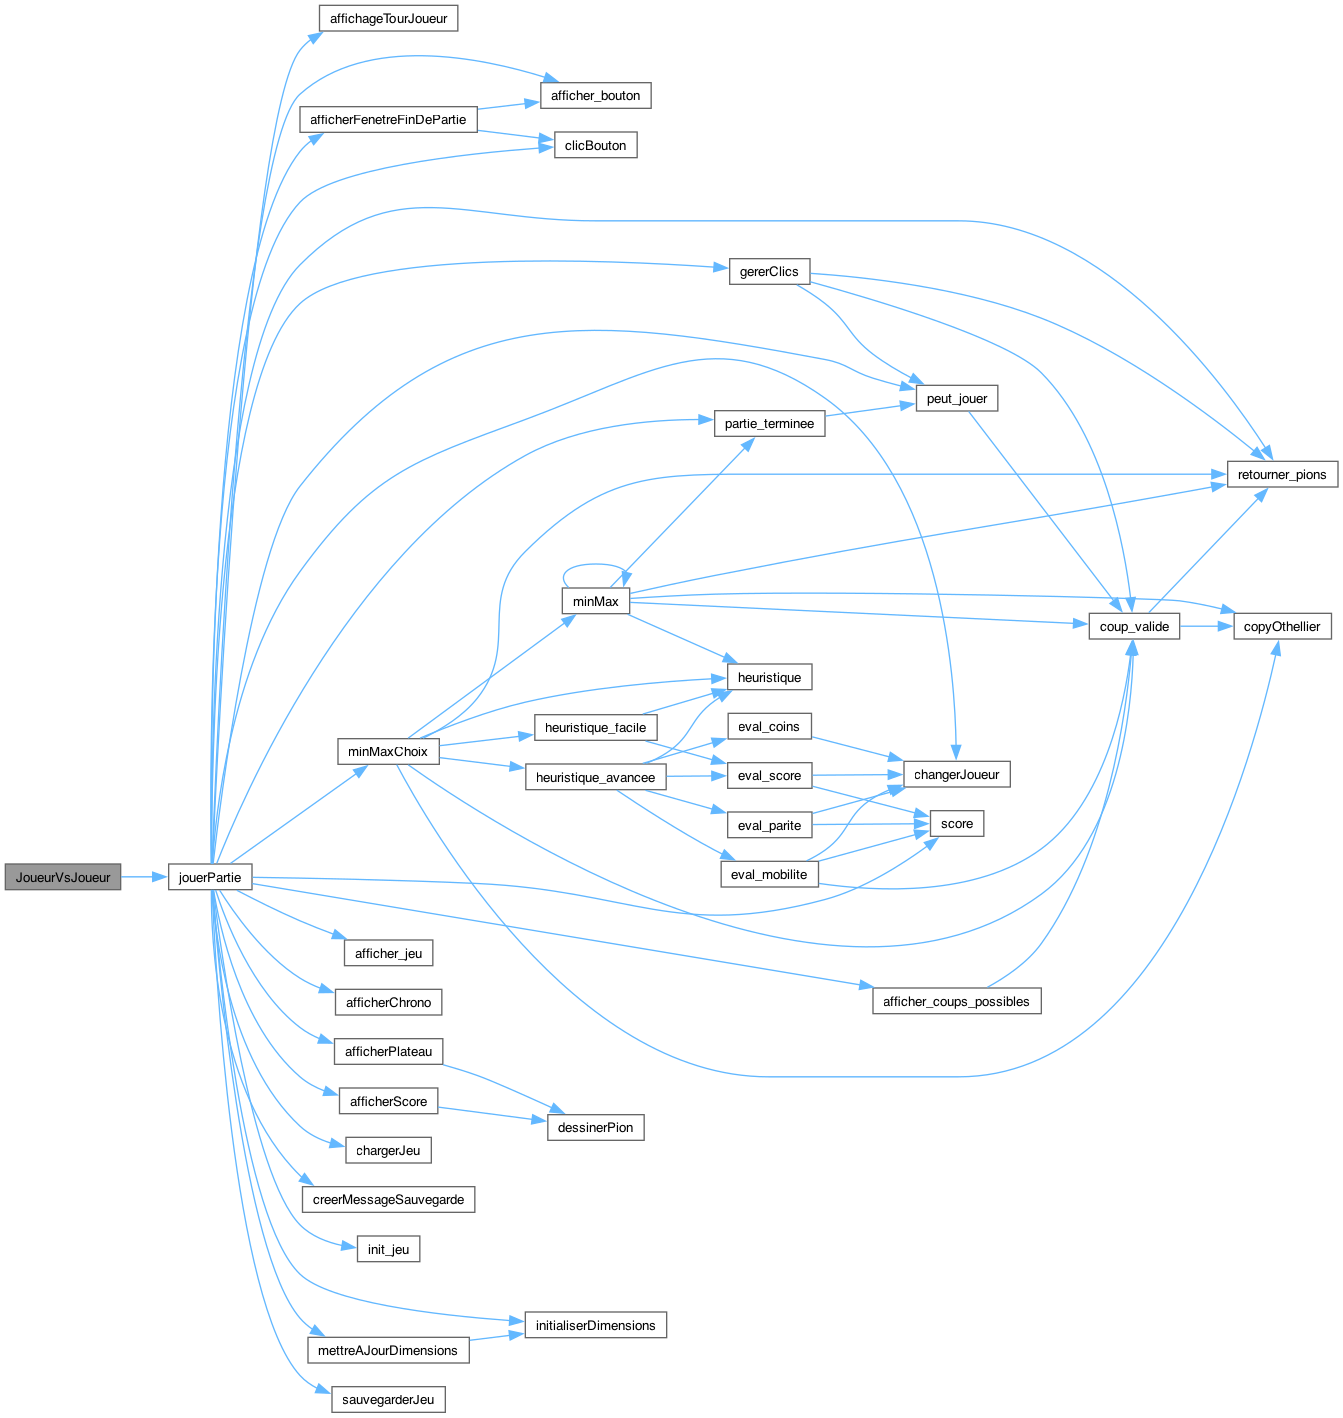 affichageTourJoueur
afficher_bouton
afficherFenetreFinDePartie
clicBouton
gererClics
peut_jouer
partie_terminee
retourner_pions
minMax
coup_valide
copyOthellier
heuristique
heuristique_facile
eval_coins
minMaxChoix
heuristique_avancee
eval_score
changerJoueur
eval_parite
score
JoueurVsJoueur
jouerPartie
eval_mobilite
afficher_jeu
afficherChrono
afficher_coups_possibles
afficherPlateau
afficherScore
dessinerPion
chargerJeu
creerMessageSauvegarde
init_jeu
initialiserDimensions
mettreAJourDimensions
sauvegarderJeu